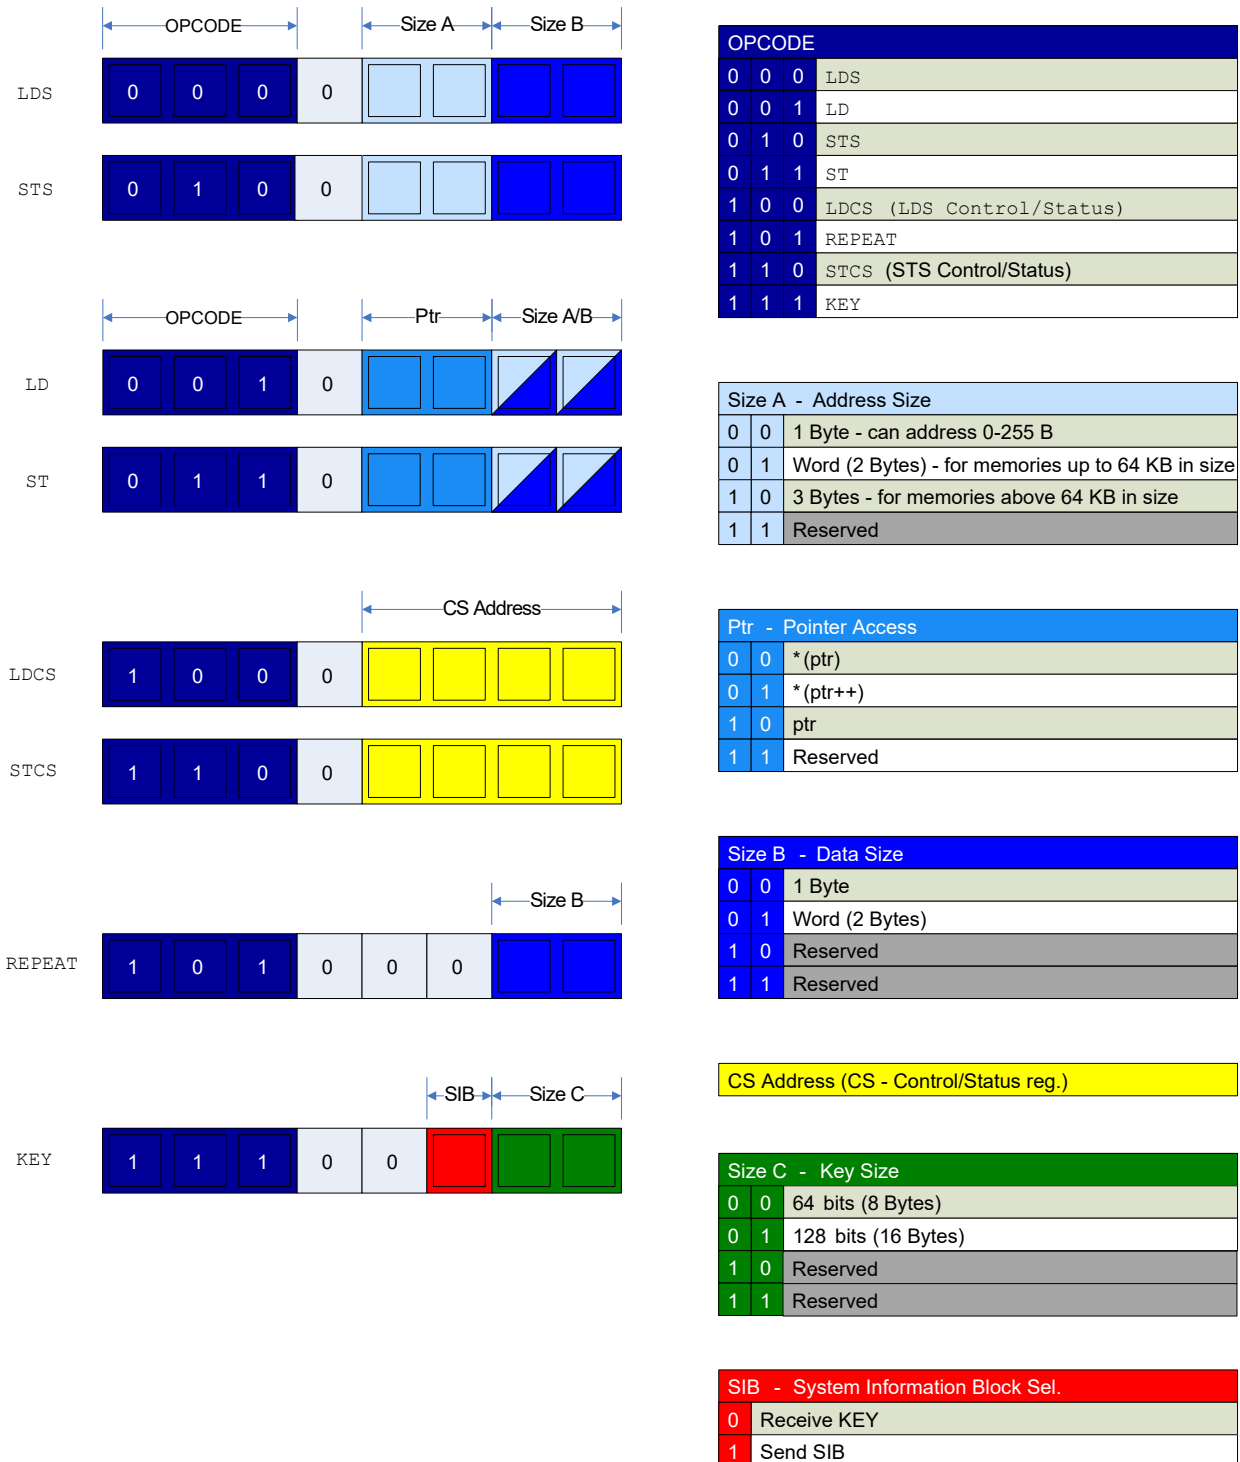 OPCODE Size A Size B
LDS 0 0 0 0
STS 0 1 0 0
OPCODE Ptr Size A/B
LD 0 0 1 0
ST 0 1 1 0
CS Address
LDCS 1 0 0 0
STCS 1 1 0 0
Size B
REPEAT 1 0 1 0 0 0
SIB Size C
KEY 1 1 1 0 0
OPCODE
0 0 0 LDS
0 0 1 LD
0 1 0 STS
0 1 1 ST
1 0 0 LDCS (LDS Control/Status)
1 0 1 REPEAT
1 1 0 STCS (STS Control/Status)
1 1 1 KEY
Size A - Address Size
0 0 1 Byte - can address 0-255 B
0 1 Word (2 Bytes) - for memories up to 64 KB in size
1 0 3 Bytes - for memories above 64 KB in size
1 1 Reserved
Ptr - Pointer Access
0 0 *(ptr)
0 1 *(ptr++)
1 0 ptr
1 1 Reserved
Size B - Data Size
0 0 1 Byte
0 1 Word (2 Bytes)
1 0 Reserved
1 1 Reserved
CS Address (CS - Control/Status reg.)
Size C - Key Size
0 0 64 bits (8 Bytes)
0 1 128 bits (16 Bytes)
1 0 Reserved
1 1 Reserved
SIB - System Information Block Sel.
0 Receive KEY
1 Send SIB